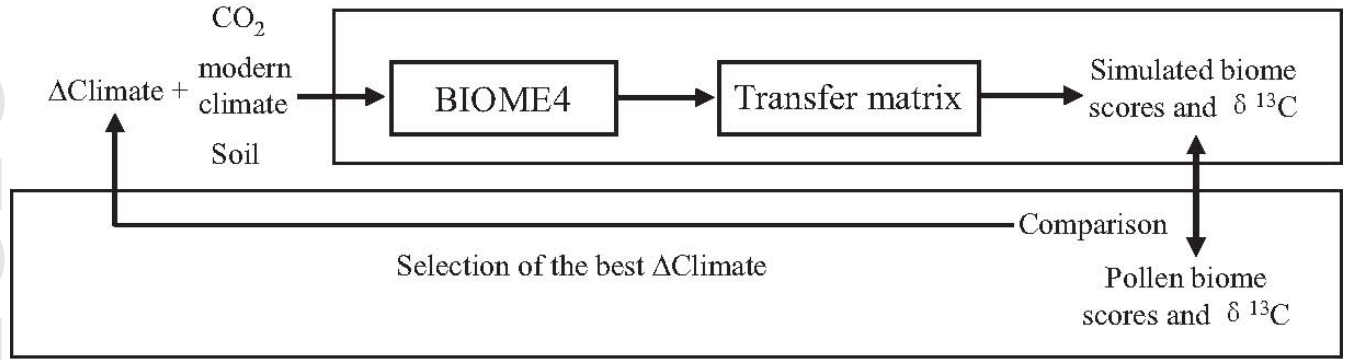 CO₂
ΔClimate + modern climate
Soil
BIOME4
Transfer matrix
Simulated biome
scores and δ ¹³C
Comparison
Selection of the best ΔClimate
Pollen biome
scores and δ ¹³C